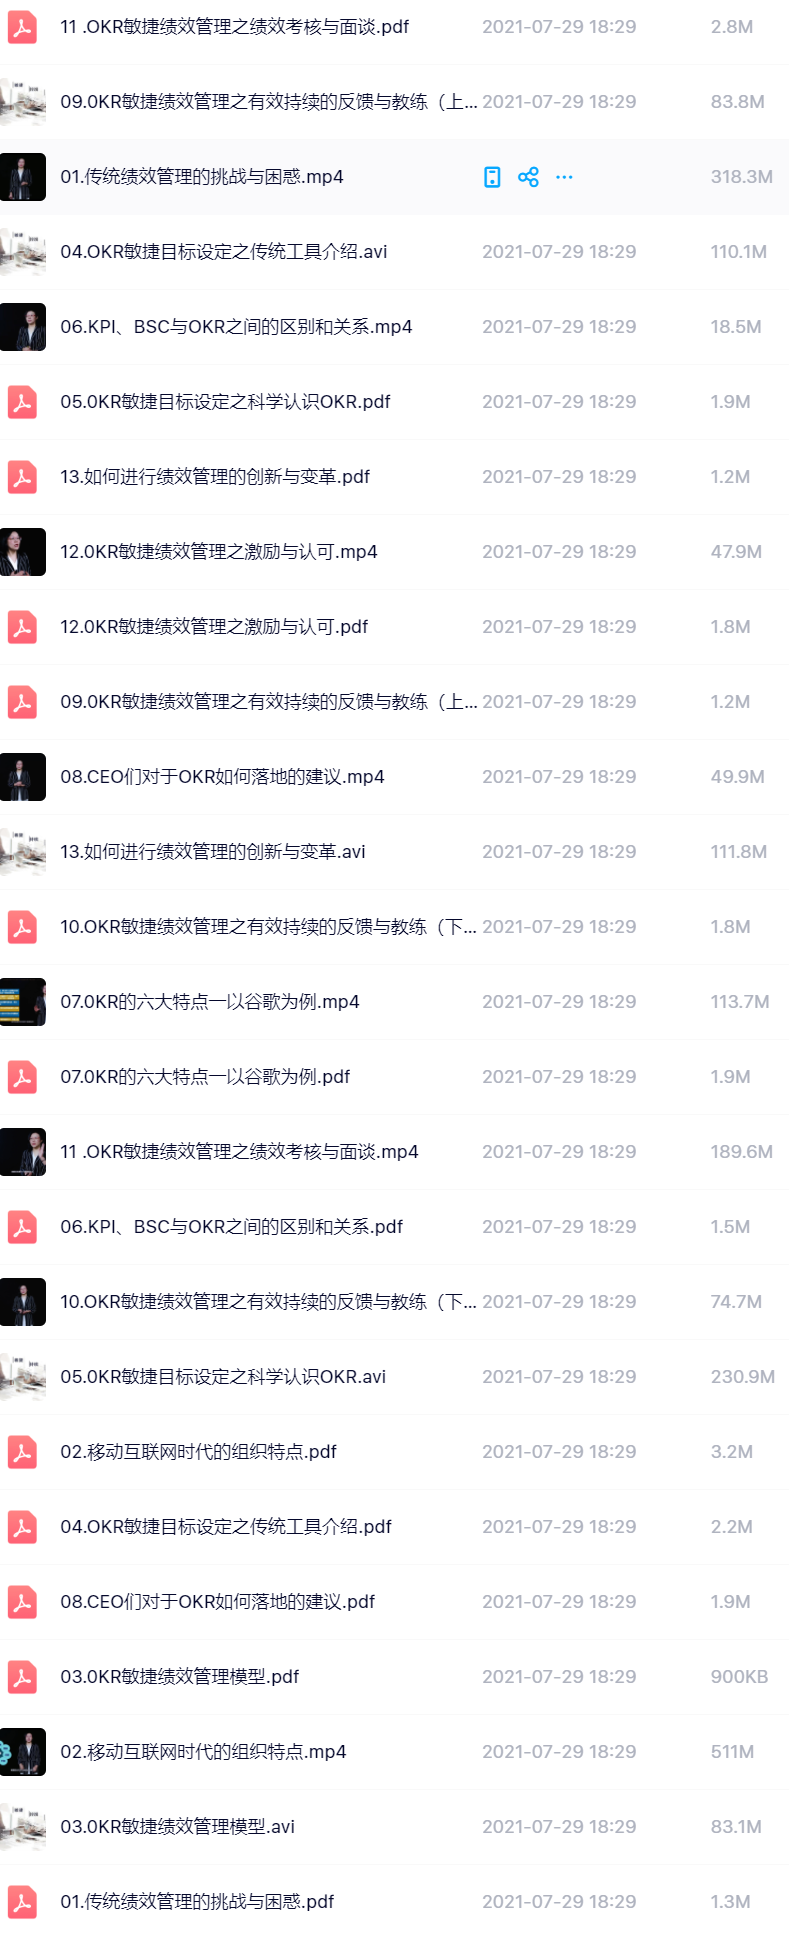 11 .OKR敏捷绩效管理之绩效考核与面谈.pdf 2021-07-29 18:29 2.8M
09.0KR敏捷绩效管理之有效持续的反馈与教练（上... 2021-07-29 18:29 83.8M
01.传统绩效管理的挑战与困惑.mp4 ··· 318.3M
04.OKR敏捷目标设定之传统工具介绍.avi 2021-07-29 18:29 110.1M
06.KPI、BSC与OKR之间的区别和关系.mp4 2021-07-29 18:29 18.5M
05.0KR敏捷目标设定之科学认识OKR.pdf 2021-07-29 18:29 1.9M
13.如何进行绩效管理的创新与变革.pdf 2021-07-29 18:29 1.2M
12.0KR敏捷绩效管理之激励与认可.mp4 2021-07-29 18:29 47.9M
12.0KR敏捷绩效管理之激励与认可.pdf 2021-07-29 18:29 1.8M
09.0KR敏捷绩效管理之有效持续的反馈与教练（上... 2021-07-29 18:29 1.2M
08.CEO们对于OKR如何落地的建议.mp4 2021-07-29 18:29 49.9M
13.如何进行绩效管理的创新与变革.avi 2021-07-29 18:29 111.8M
10.OKR敏捷绩效管理之有效持续的反馈与教练（下... 2021-07-29 18:29 1.8M
07.0KR的六大特点一以谷歌为例.mp4 2021-07-29 18:29 113.7M
07.0KR的六大特点一以谷歌为例.pdf 2021-07-29 18:29 1.9M
11 .OKR敏捷绩效管理之绩效考核与面谈.mp4 2021-07-29 18:29 189.6M
06.KPI、BSC与OKR之间的区别和关系.pdf 2021-07-29 18:29 1.5M
10.OKR敏捷绩效管理之有效持续的反馈与教练（下... 2021-07-29 18:29 74.7M
05.0KR敏捷目标设定之科学认识OKR.avi 2021-07-29 18:29 230.9M
02.移动互联网时代的组织特点.pdf 2021-07-29 18:29 3.2M
04.OKR敏捷目标设定之传统工具介绍.pdf 2021-07-29 18:29 2.2M
08.CEO们对于OKR如何落地的建议.pdf 2021-07-29 18:29 1.9M
03.0KR敏捷绩效管理模型.pdf 2021-07-29 18:29 900KB
02.移动互联网时代的组织特点.mp4 2021-07-29 18:29 511M
03.0KR敏捷绩效管理模型.avi 2021-07-29 18:29 83.1M
01.传统绩效管理的挑战与困惑.pdf 2021-07-29 18:29 1.3M